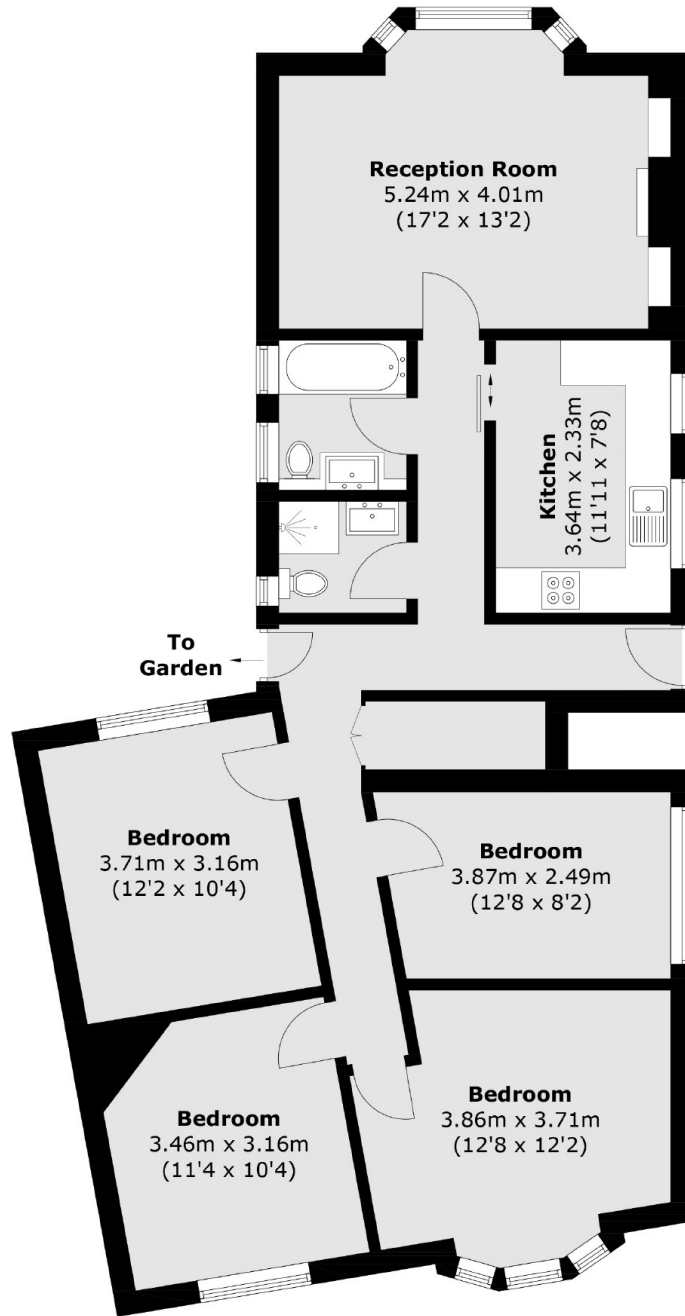 Reception Room
5.24m x 4.01m
(17'2 x 13'2)
Kitchen
3.64m x 2.33m
(11'11 x 7'8)
To
Garden
Bedroom
3.71m x 3.16m
(12'2 x 10'4)
Bedroom
3.87m x 2.49m
(12'8 x 8'2)
Bedroom
3.46m x 3.16m
(11'4 x 10'4)
Bedroom
3.86m x 3.71m
(12'8 x 12'2)